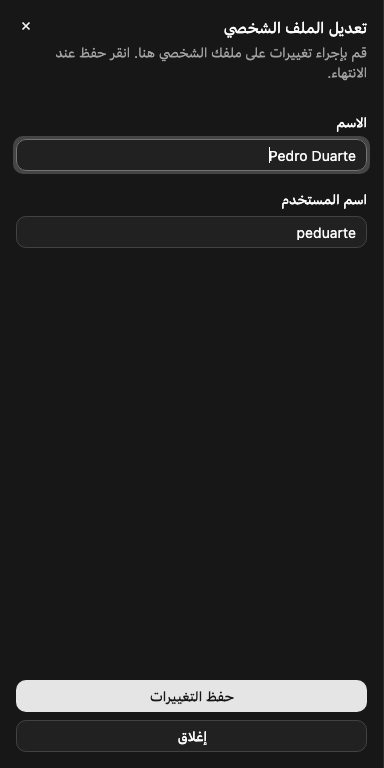 تعديل الملف الشخصي
قم بإجراء تغييرات على ملفك الشخصي هنا. انقر حفظ عند
الانتهاء.
الاسم
Pedro Duarte
اسم المستخدم
peduarte
حفظ التغييرات
إغلاق